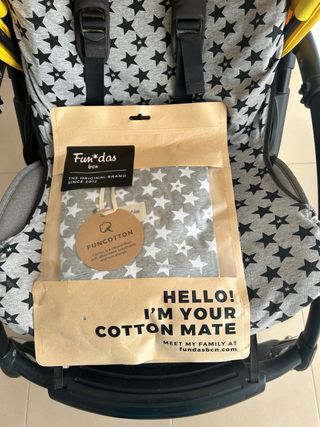 Fun*das
bcn
THE ORIGINAL BRAND
SINCE 2012
FUNCOTTON
HELLO!
I'M YOUR
COTTON MATE
MEET MY FAMILY AT
fundasbcn.com